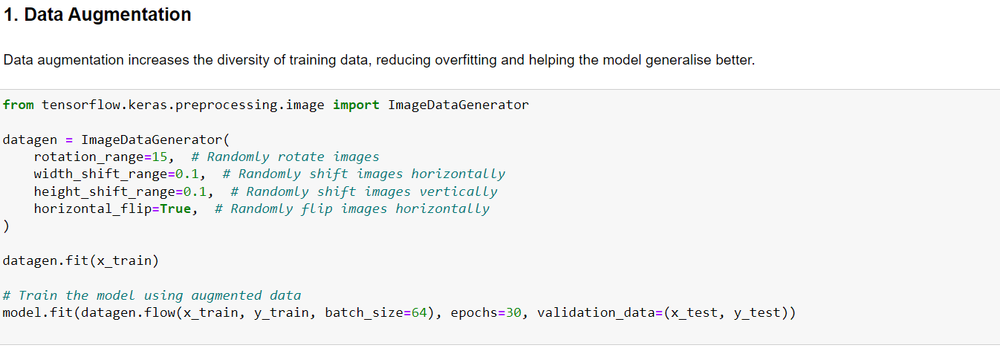 1. Data Augmentation
Data augmentation increases the diversity of training data, reducing overfitting and helping the model generalise better.
from tensorflow.keras.preprocessing.image import ImageDataGenerator
datagen = ImageDataGenerator(
    rotation_range=15,  # Randomly rotate images
    width_shift_range=0.1,  # Randomly shift images horizontally
    height_shift_range=0.1,  # Randomly shift images vertically
    horizontal_flip=True,  # Randomly flip images horizontally
)
datagen.fit(x_train)
# Train the model using augmented data
model.fit(datagen.flow(x_train, y_train, batch_size=64), epochs=30, validation_data=(x_test, y_test))